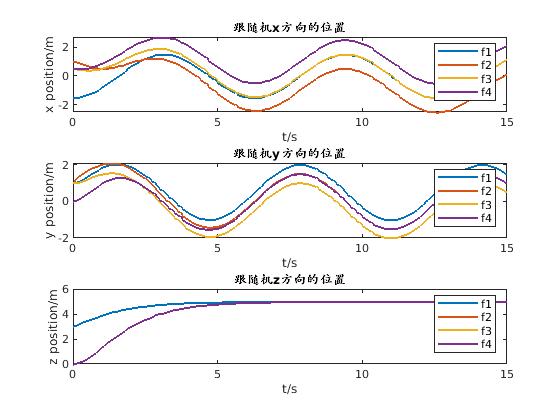 跟随机x方向的位置
x position/m
2
0
-2
f1
f2
f3
f4
0
5
10
15
t/s
跟随机y方向的位置
y position/m
2
0
-2
f1
f2
f3
f4
0
5
10
15
t/s
跟随机z方向的位置
z position/m
6
4
2
0
f1
f2
f3
f4
0
5
10
15
t/s